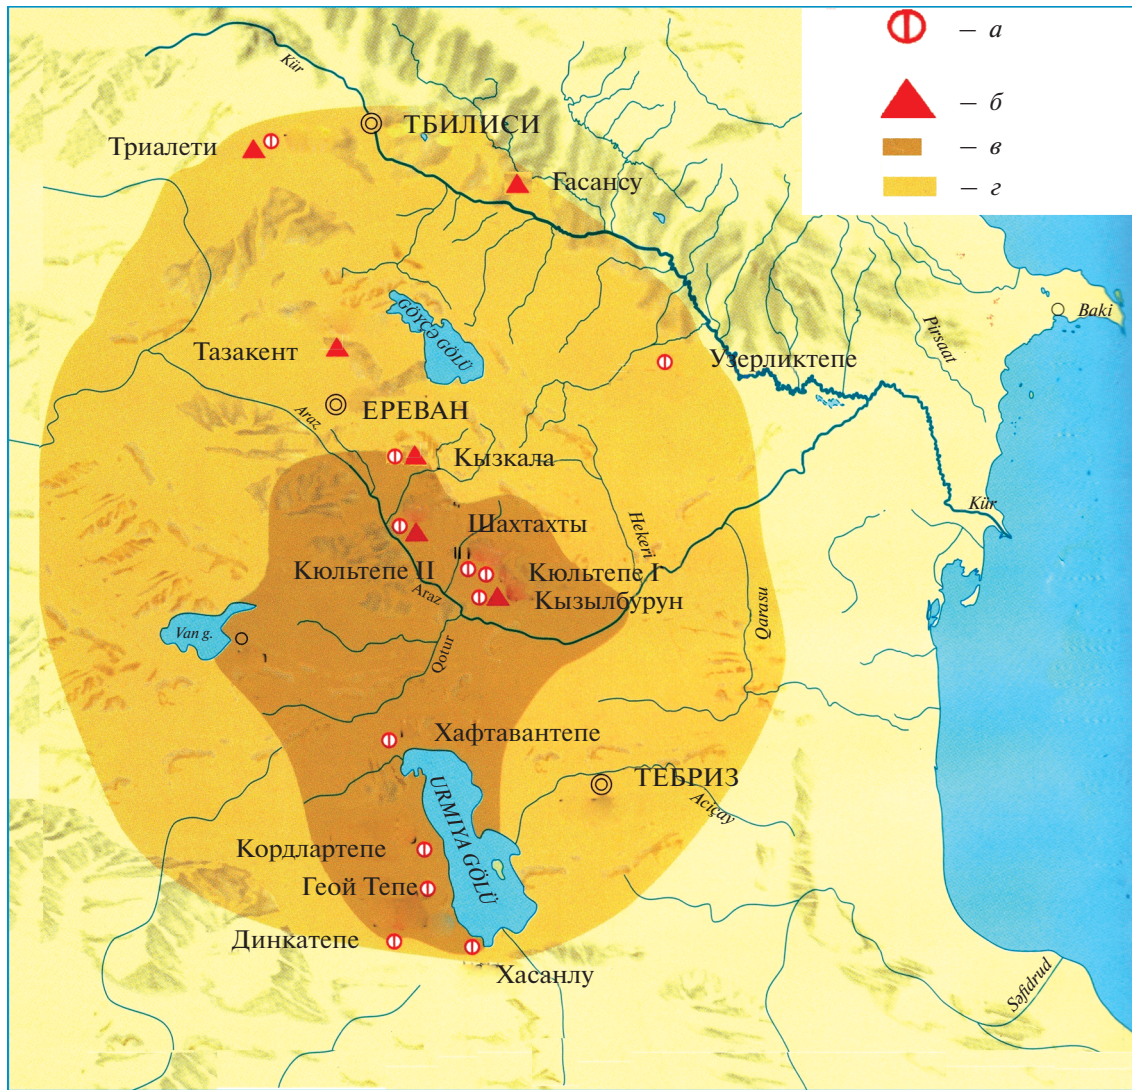 – а
Kür
ТБИЛИСИ
– б
Триалети
– в
Гасансу
– г
GÖYÇƏ GÖLÜ
Baki
Pirsaat
Тазакент
Узерликтепе
Araz
ЕРЕВАН
Кызкала
Kür
Шахтахты
Hekeri
Кюльтепе II
Кюльтепе I
Araz
Кызылбурун
Qarasu
Van g.
Qotur
Хафтавантепе
ТЕБРИЗ
Aciçay
URMIYA GÖLÜ
Кордлартепе
Геой Тепе
Динкатепе
Хасанлу
Səfidrud